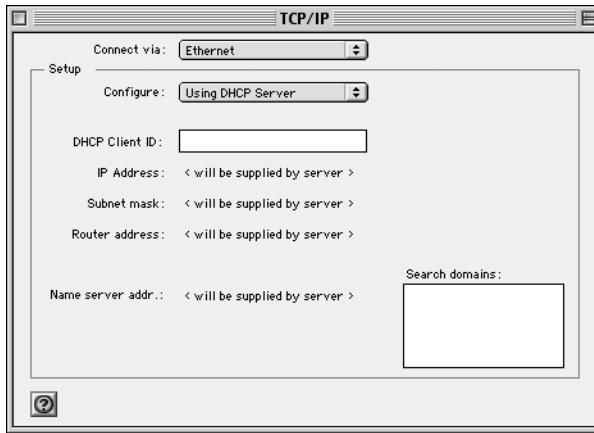 TCP/IP
Connect via: Ethernet
Setup
Configure: Using DHCP Server
DHCP Client ID:
IP Address: < will be supplied by server >
Subnet mask: < will be supplied by server >
Router address: < will be supplied by server >
Search domains:
Name server addr.: < will be supplied by server >
?